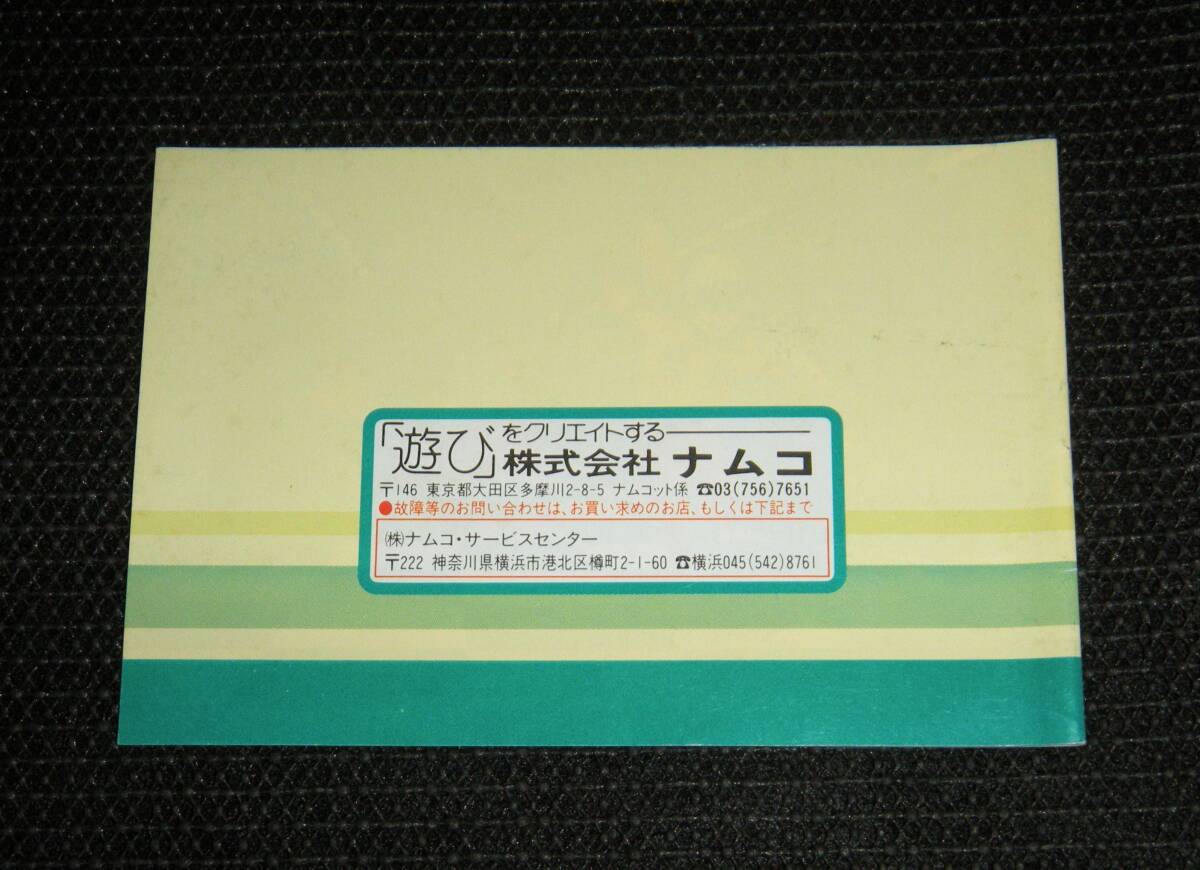 「遊び」をクリエイトする
株式会社 ナムコ
〒146 東京都大田区多摩川2-8-5 ナムコット係 ☎03(756)7651
●故障等のお問い合わせは、お買い求めのお店、もしくは下記まで
㈱ナムコ・サービスセンター
〒222 神奈川県横浜市港北区樽町2-1-60 ☎横浜045(542)8761